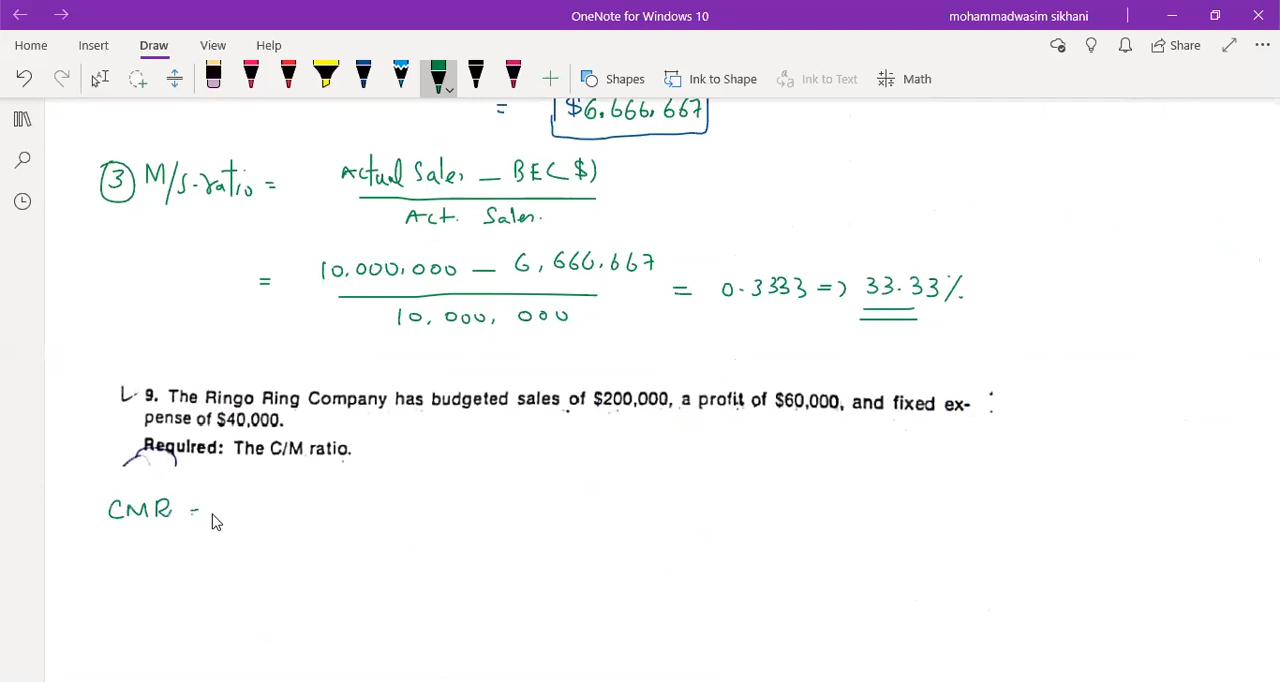 OneNote for Windows 10
mohammadwasim sikhani
Home Insert Draw View Help
Share
Shapes Ink to Shape Ink to Text Math
= $6,666,667
3 M/S-ratio = Actual Sales - BE($)
Act. Sales.
= 10,000,000 - 6,666,667 = 0.3333 => 33.33%
10,000,000
9. The Ringo Ring Company has budgeted sales of $200,000, a profit of $60,000, and fixed ex-
pense of $40,000.
Required: The C/M ratio.
CMR =